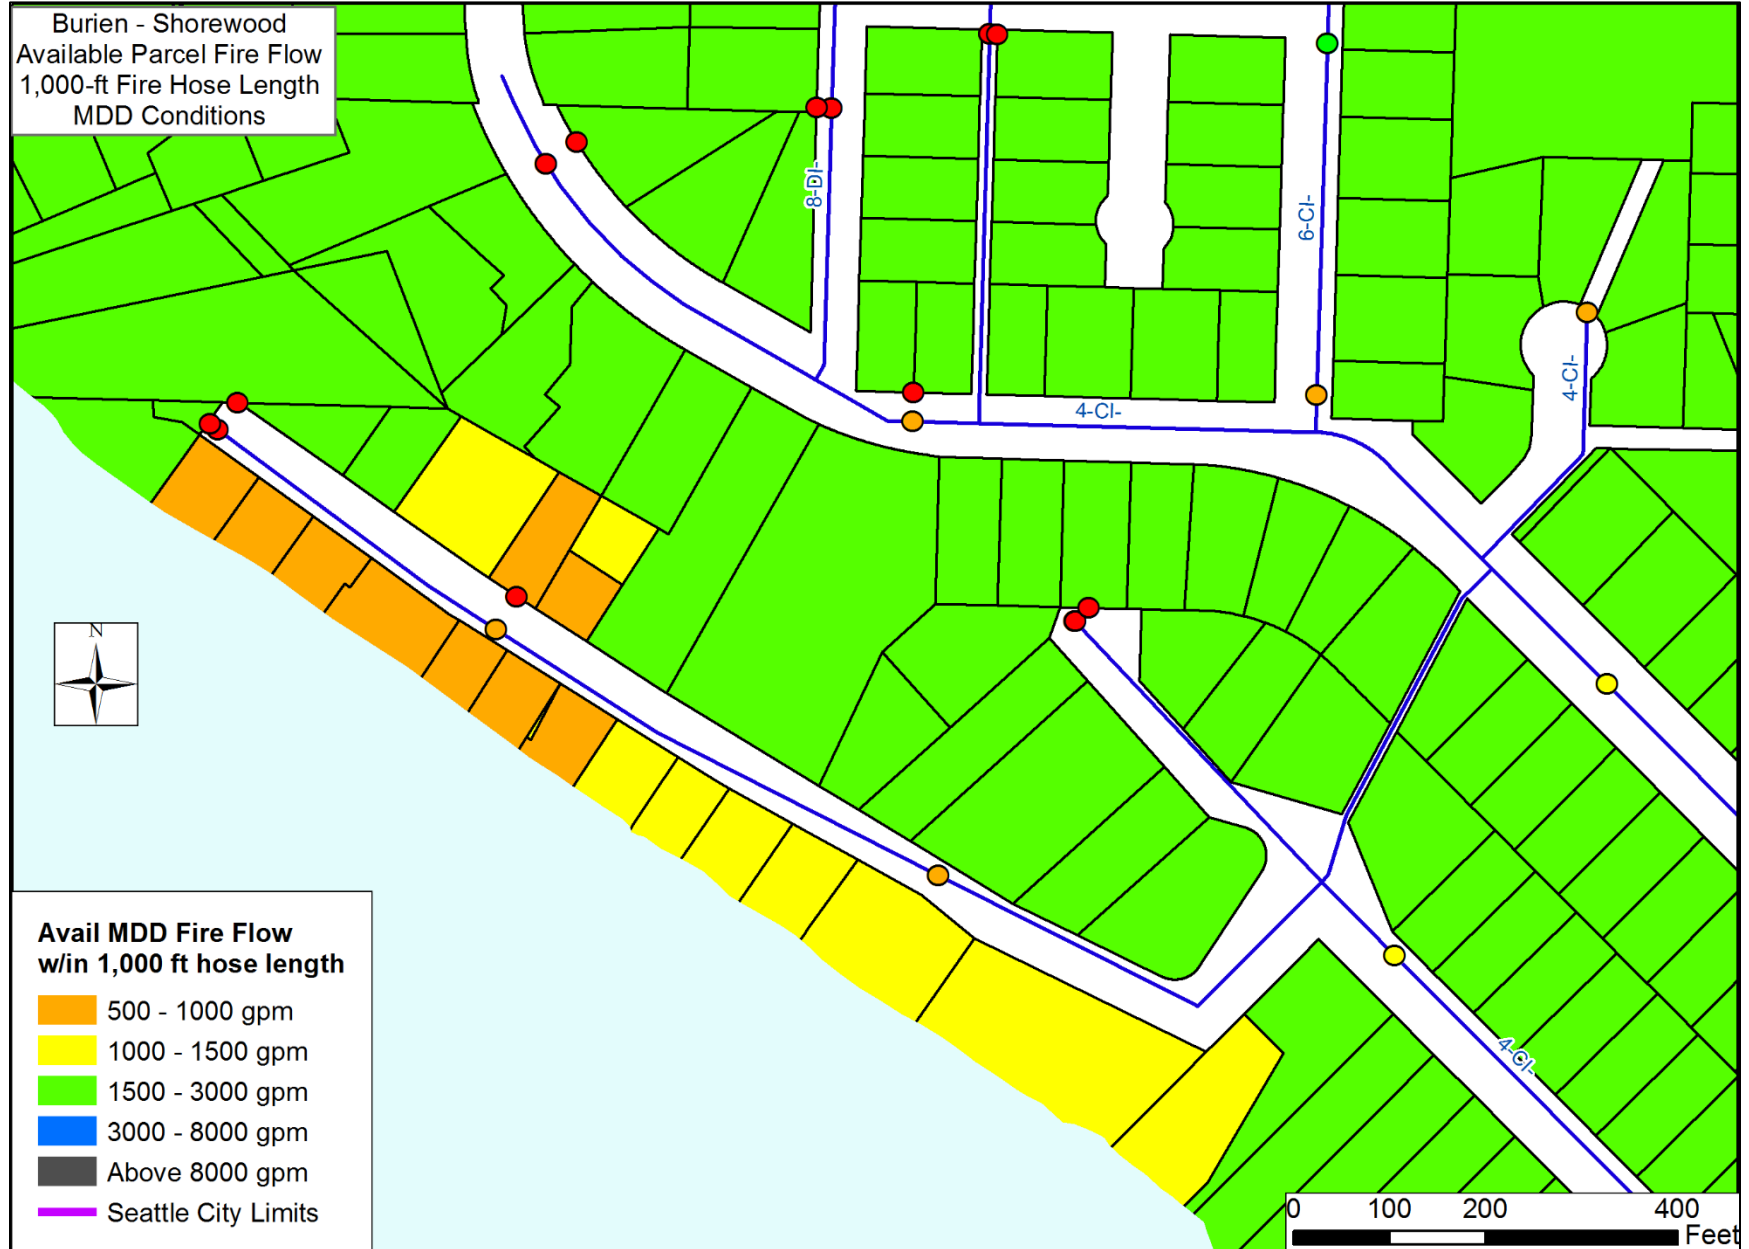 Burien - Shorewood
Available Parcel Fire Flow
1,000-ft Fire Hose Length
MDD Conditions
8-DI-
6-CI-
4-CI-
4-CI-
4-CI-
N
Avail MDD Fire Flow
w/in 1,000 ft hose length
500 - 1000 gpm
1000 - 1500 gpm
1500 - 3000 gpm
3000 - 8000 gpm
Above 8000 gpm
Seattle City Limits
0 100 200 400
Feet